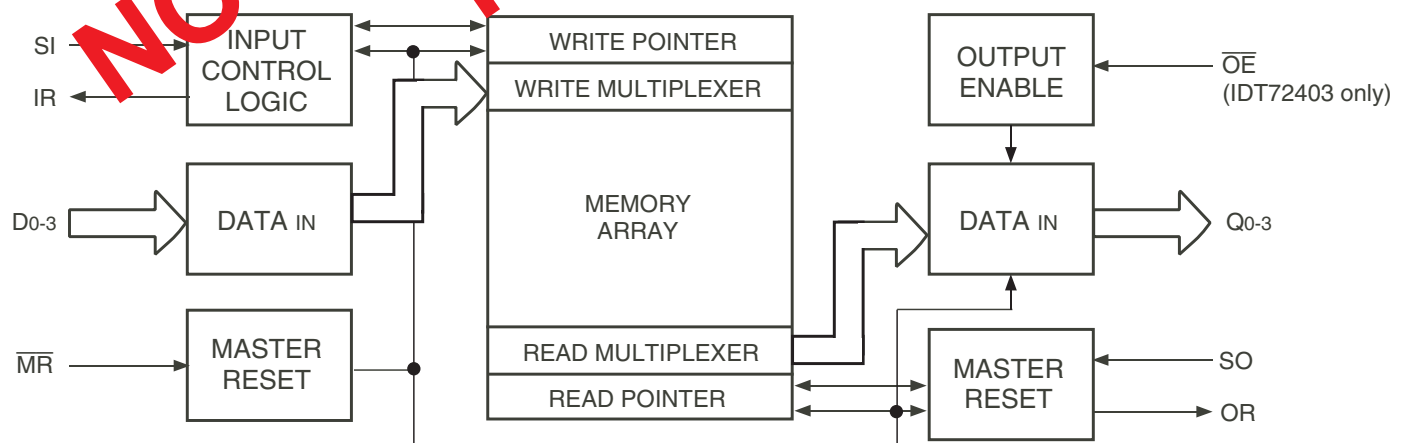 NO
SI
IR
INPUT
CONTROL
LOGIC
WRITE POINTER
WRITE MULTIPLEXER
OUTPUT
ENABLE
OE
(IDT72403 only)
D0-3
DATA IN
MEMORY
ARRAY
DATA IN
Q0-3
MR
MASTER
RESET
READ MULTIPLEXER
READ POINTER
MASTER
RESET
SO
OR